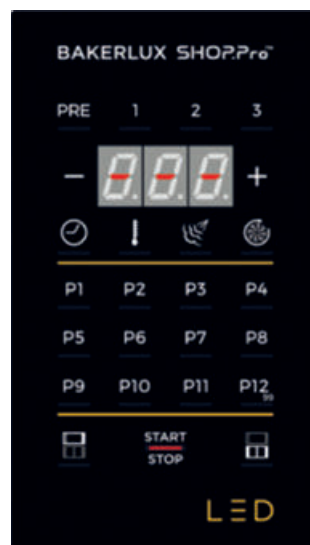 BAKERLUX SHOP.Pro™
PRE 1 2 3
- --- +
P1 P2 P3 P4
P5 P6 P7 P8
P9 P10 P11 P12
99
START
STOP
LED